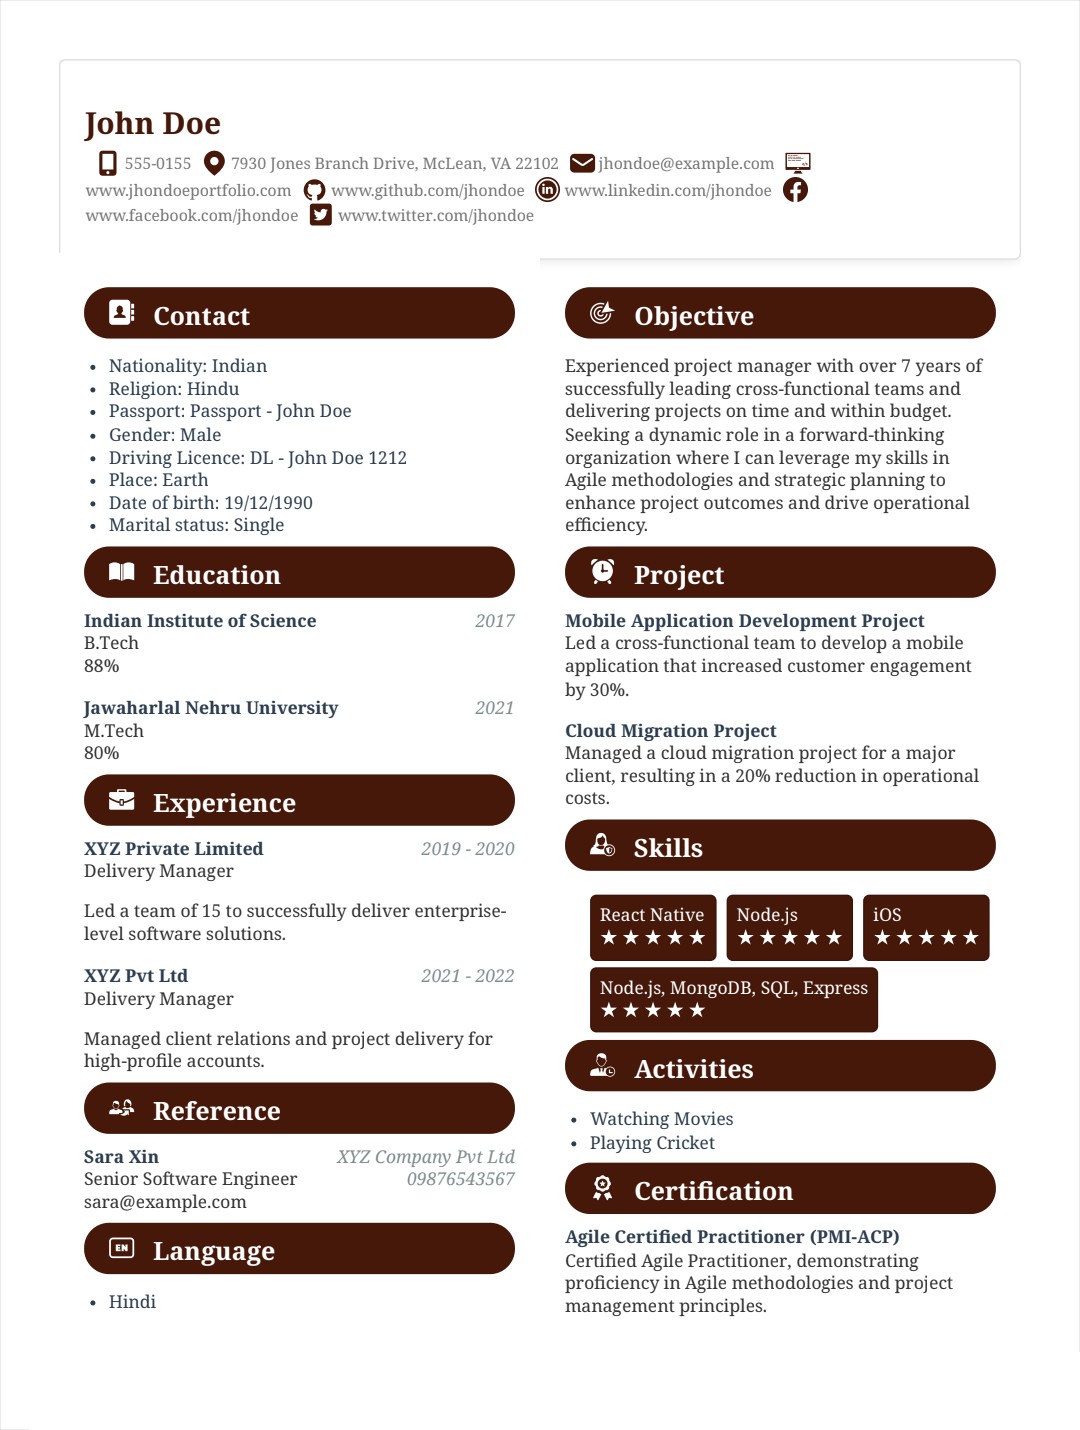 John Doe
555-0155 7930 Jones Branch Drive, McLean, VA 22102 jhondoe@example.com
www.jhondoeportfolio.com www.github.com/jhondoe www.linkedin.com/jhondoe
www.facebook.com/jhondoe www.twitter.com/jhondoe
Contact
Nationality: Indian
Religion: Hindu
Passport: Passport - John Doe
Gender: Male
Driving Licence: DL - John Doe 1212
Place: Earth
Date of birth: 19/12/1990
Marital status: Single
Education
Indian Institute of Science 2017
B.Tech
88%
Jawaharlal Nehru University 2021
M.Tech
80%
Experience
XYZ Private Limited 2019 - 2020
Delivery Manager
Led a team of 15 to successfully deliver enterprise-
level software solutions.
XYZ Pvt Ltd 2021 - 2022
Delivery Manager
Managed client relations and project delivery for
high-profile accounts.
Reference
Sara Xin XYZ Company Pvt Ltd
Senior Software Engineer 09876543567
sara@example.com
EN Language
Hindi
Objective
Experienced project manager with over 7 years of
successfully leading cross-functional teams and
delivering projects on time and within budget.
Seeking a dynamic role in a forward-thinking
organization where I can leverage my skills in
Agile methodologies and strategic planning to
enhance project outcomes and drive operational
efficiency.
Project
Mobile Application Development Project
Led a cross-functional team to develop a mobile
application that increased customer engagement
by 30%.
Cloud Migration Project
Managed a cloud migration project for a major
client, resulting in a 20% reduction in operational
costs.
Skills
React Native Node.js iOS
★★★★★ ★★★★★ ★★★★★
Node.js, MongoDB, SQL, Express
★★★★★
Activities
Watching Movies
Playing Cricket
Certification
Agile Certified Practitioner (PMI-ACP)
Certified Agile Practitioner, demonstrating
proficiency in Agile methodologies and project
management principles.